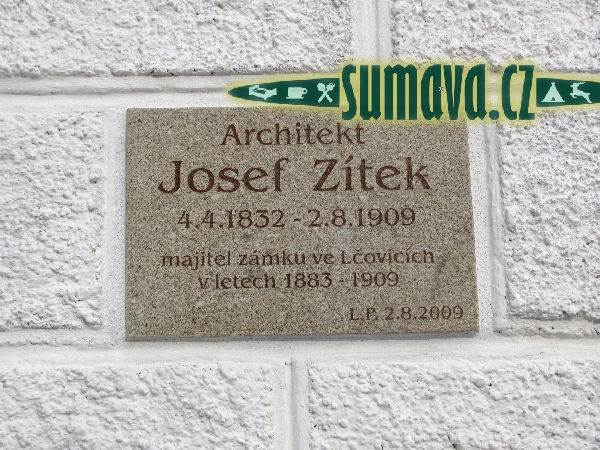 sumava.cz
Architekt
Josef Zítek
4.4.1832 - 2.8.1909
majitel zámku ve Lčovicích
v letech 1883 - 1909
L.P. 2.8.2009